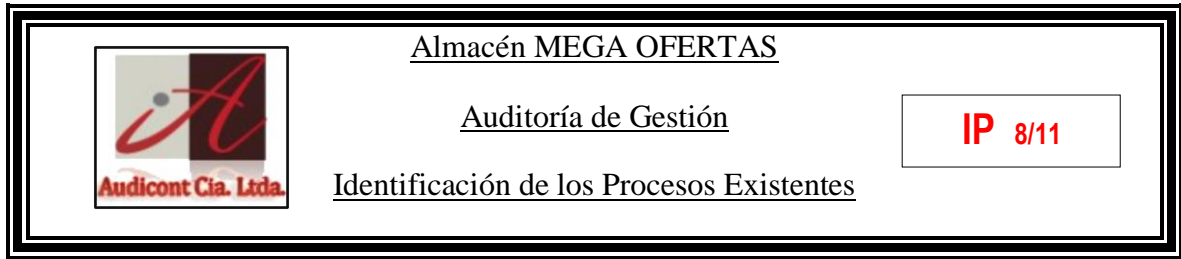 Almacén MEGA OFERTAS
Auditoría de Gestión
IP 8/11
Audicont Cia. Ltda.
Identificación de los Procesos Existentes